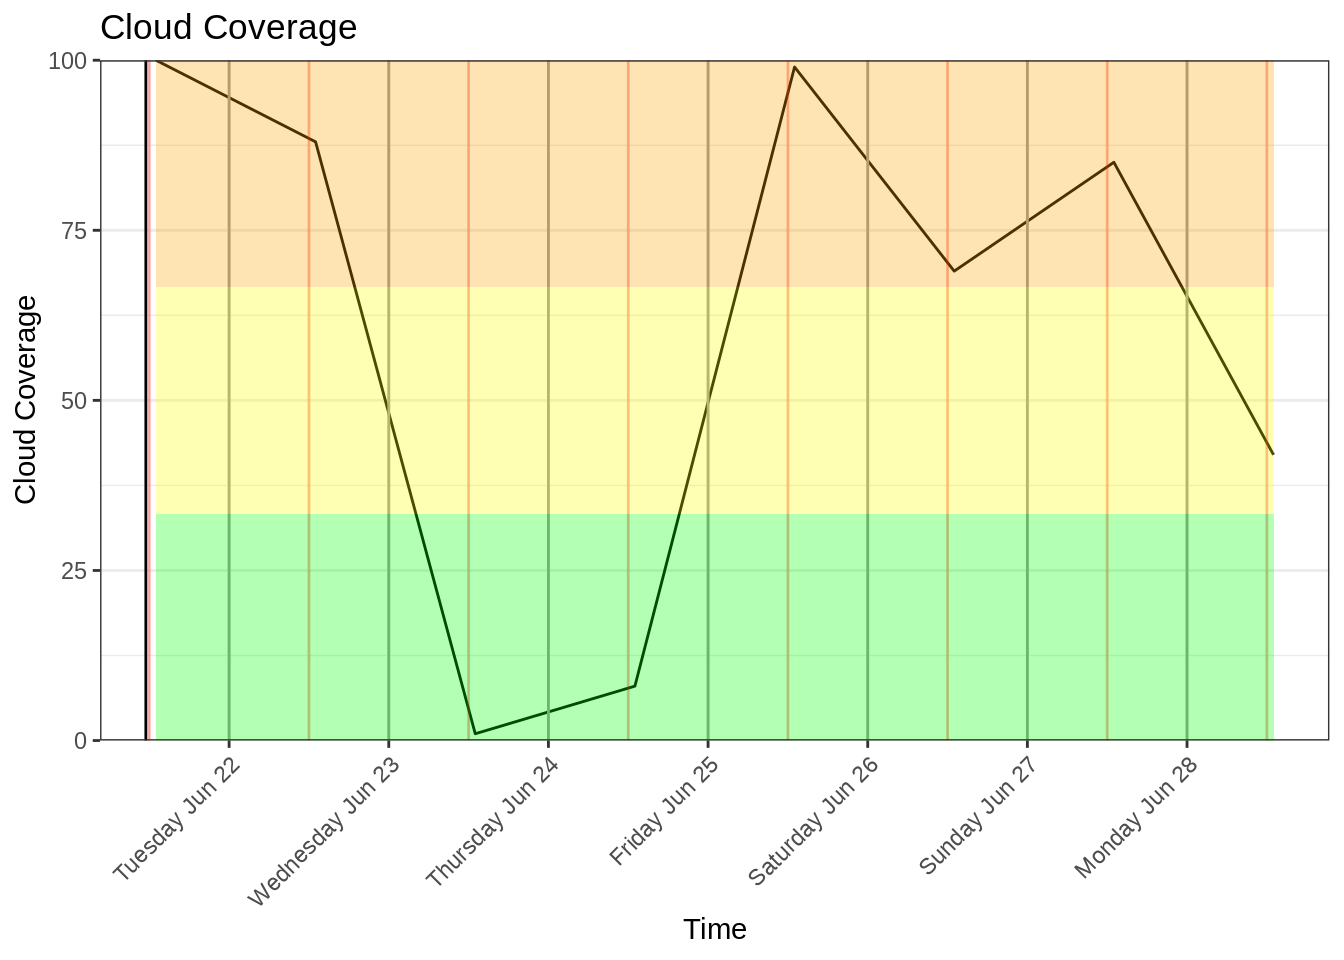 Cloud Coverage
100
75
50
25
0
Cloud Coverage
Tuesday Jun 22
Wednesday Jun 23
Thursday Jun 24
Friday Jun 25
Saturday Jun 26
Sunday Jun 27
Monday Jun 28
Time